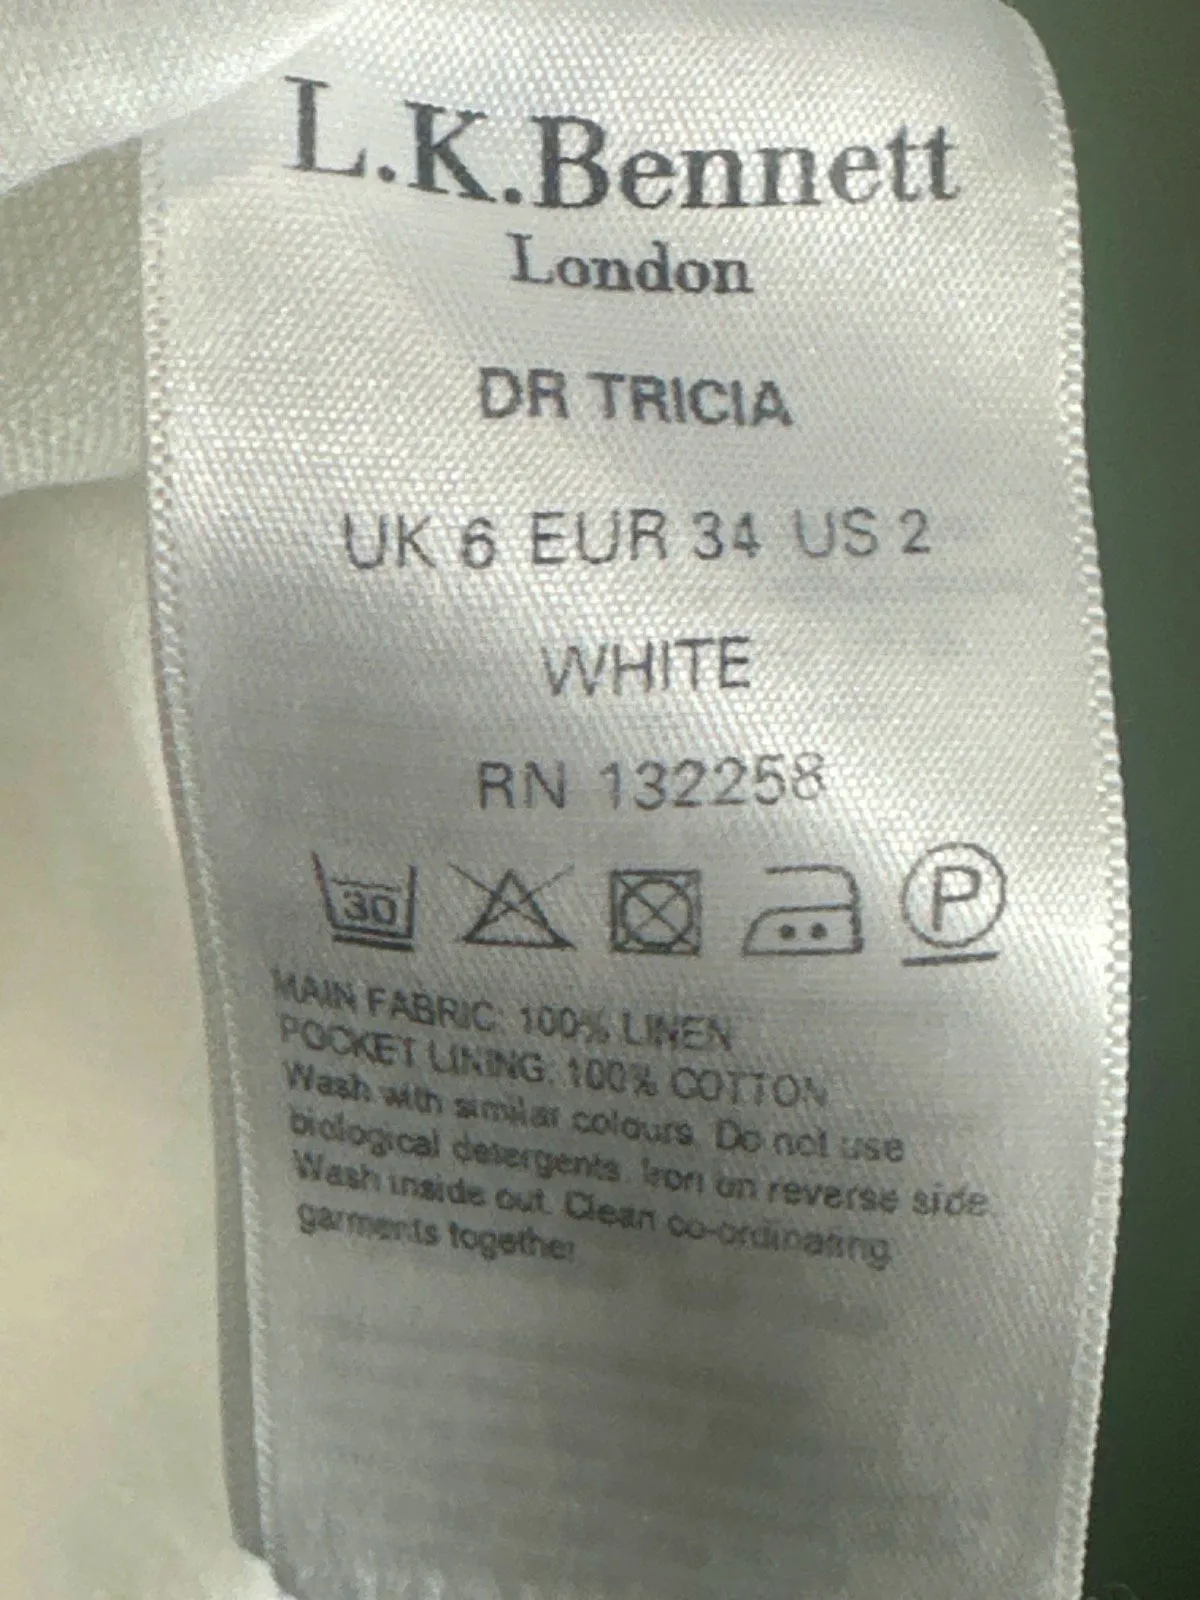 L.K.Bennett
London
DR TRICIA
UK 6 EUR 34 US 2
WHITE
RN 132258
30 P
MAIN FABRIC: 100% LINEN
POCKET LINING: 100% COTTON
Wash with similar colours. Do not use
biological detergents. Iron on reverse side.
Wash inside out. Clean co-ordinating
garments together